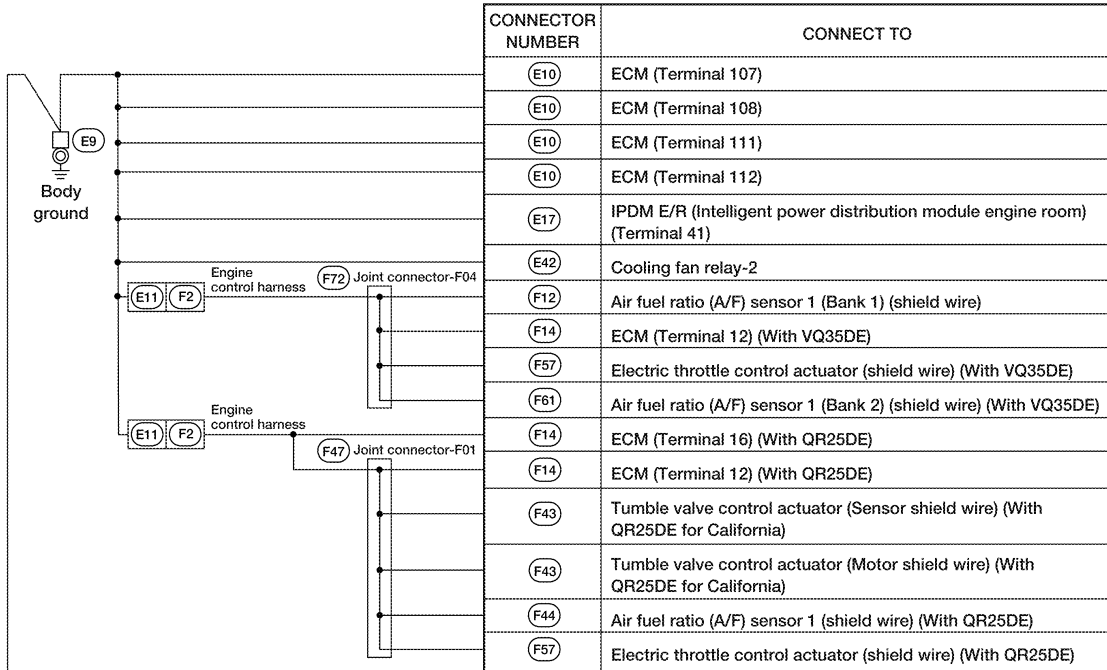 CONNECTOR NUMBER
CONNECT TO
E10 ECM (Terminal 107)
E10 ECM (Terminal 108)
E9
E10 ECM (Terminal 111)
Body
ground
E10 ECM (Terminal 112)
E17 IPDM E/R (Intelligent power distribution module engine room)
(Terminal 41)
E42 Cooling fan relay-2
E11 F2 Engine
control harness
F72 Joint connector-F04
F12 Air fuel ratio (A/F) sensor 1 (Bank 1) (shield wire)
F14 ECM (Terminal 12) (With VQ35DE)
F57 Electric throttle control actuator (shield wire) (With VQ35DE)
F61 Air fuel ratio (A/F) sensor 1 (Bank 2) (shield wire) (With VQ35DE)
E11 F2 Engine
control harness
F47 Joint connector-F01
F14 ECM (Terminal 16) (With QR25DE)
F14 ECM (Terminal 12) (With QR25DE)
F43 Tumble valve control actuator (Sensor shield wire) (With
QR25DE for California)
F43 Tumble valve control actuator (Motor shield wire) (With
QR25DE for California)
F44 Air fuel ratio (A/F) sensor 1 (shield wire) (With QR25DE)
F57 Electric throttle control actuator (shield wire) (With QR25DE)